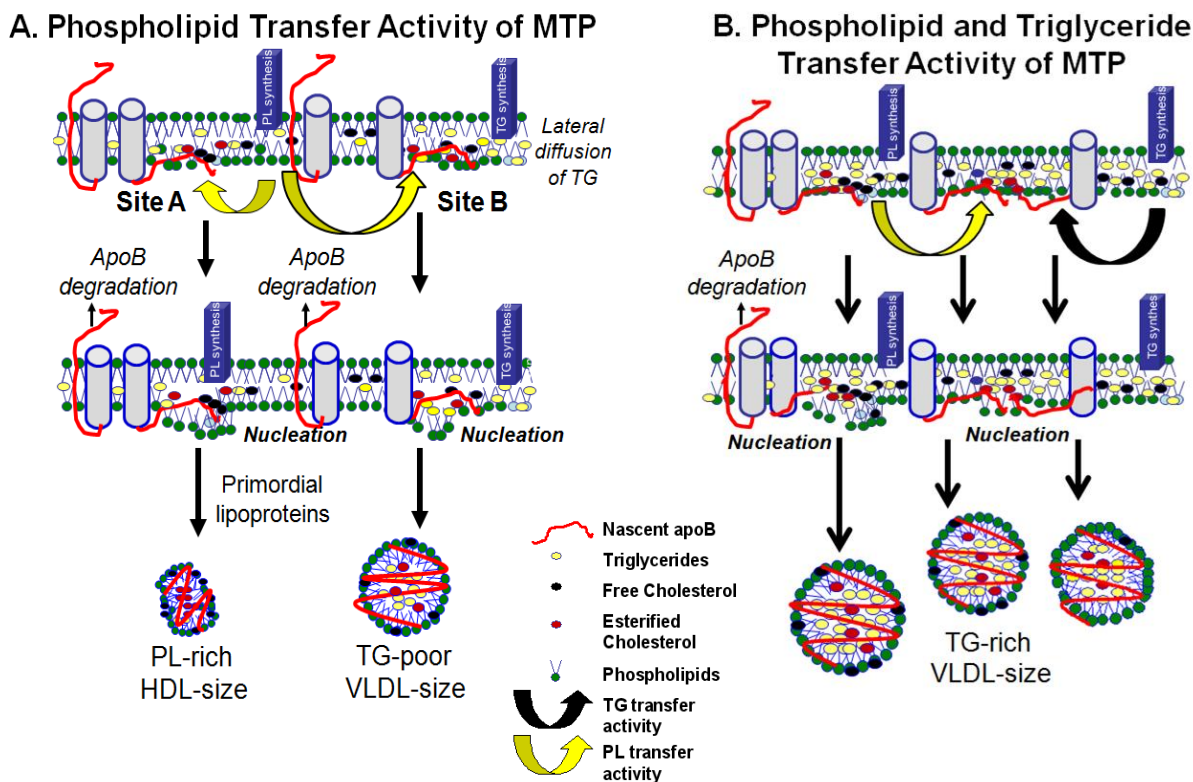 A. Phospholipid Transfer Activity of MTP
PL synthesis
TG synthesis
Lateral
diffusion
of TG
Site A
Site B
ApoB
degradation
ApoB
degradation
PL synthesis
TG synthesis
Nucleation
Nucleation
Primordial
lipoproteins
PL-rich
HDL-size
TG-poor
VLDL-size
Nascent apoB
Triglycerides
Free Cholesterol
Esterified
Cholesterol
Phospholipids
TG transfer
activity
PL transfer
activity
B. Phospholipid and Triglyceride
Transfer Activity of MTP
PL synthesis
TG synthesis
ApoB
degradation
PL synthesis
TG synthes
Nucleation
Nucleation
TG-rich
VLDL-size